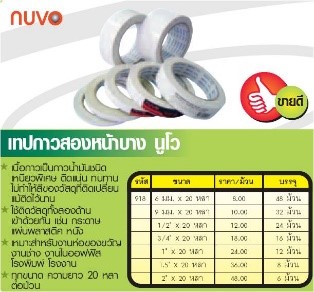 nuvo
ขายดี
เทปกาวสองหน้าบาง นูโว
★ เนื้อกาวเป็นกาวน้ำมันชนิด
เหนียวพิเศษ ติดแน่น ทนทาน
ไม่ทำให้สีของวัสดุที่ติดเปลี่ยน
แม้ติดไว้นาน
★ ใช้ติดวัสดุทั้งสองด้าน
เข้าด้วยกัน เช่น กระดาษ
แผ่นพลาสติค หนัง
★ เหมาะสำหรับงานห่อของขวัญ
งานช่าง งานในออฟฟิส
โรงพิมพ์ โรงงาน
★ ทุกขนาด ความยาว 20 หลา
ต่อม้วน
รหัส ขนาด ราคา/ม้วน บรรจุ
918 6 ม.ม. x 20 หลา 8.00 48 ม้วน
9 ม.ม. x 20 หลา 10.00 32 ม้วน
1/2" x 20 หลา 12.00 24 ม้วน
3/4" x 20 หลา 18.00 16 ม้วน
1" x 20 หลา 24.00 12 ม้วน
x 20 หลา 36.00 8 ม้วน
2" x 20 หลา 48.00 6 ม้วน